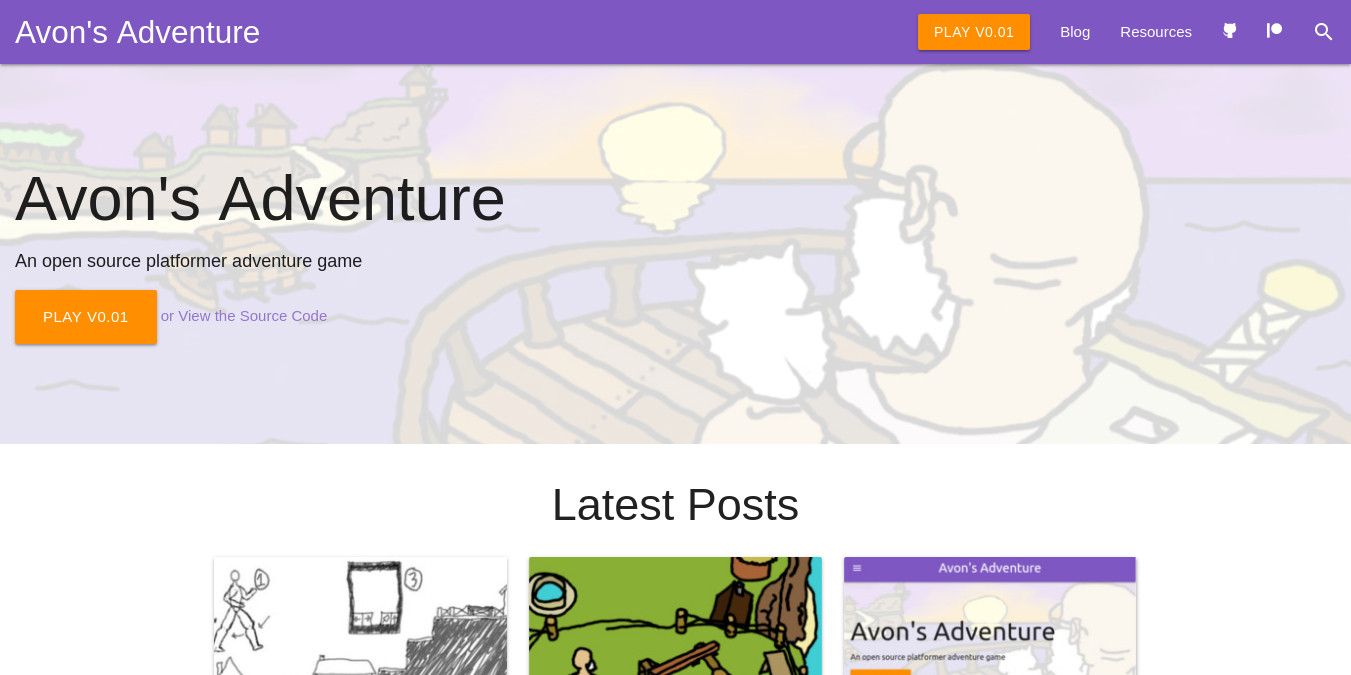 Avon's Adventure
PLAY V0.01
Blog
Resources
Avon's Adventure
An open source platformer adventure game
PLAY V0.01
or View the Source Code
Latest Posts
1
3
Avon's Adventure
Avon's Adventure
An open source platformer adventure game